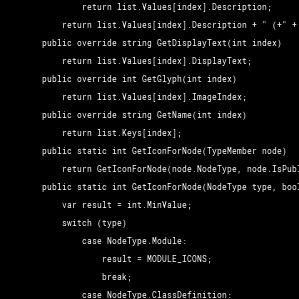 return list.Values[index].Description;
return list.Values[index].Description + " (+" +
public override string GetDisplayText(int index)
return list.Values[index].DisplayText;
public override int GetGlyph(int index)
return list.Values[index].ImageIndex;
public override string GetName(int index)
return list.Keys[index];
public static int GetIconForNode(TypeMember node)
return GetIconForNode(node.NodeType, node.IsPubl
public static int GetIconForNode(NodeType type, bool
var result = int.MinValue;
switch (type)
case NodeType.Module:
result = MODULE_ICONS;
break;
case NodeType.ClassDefinition: